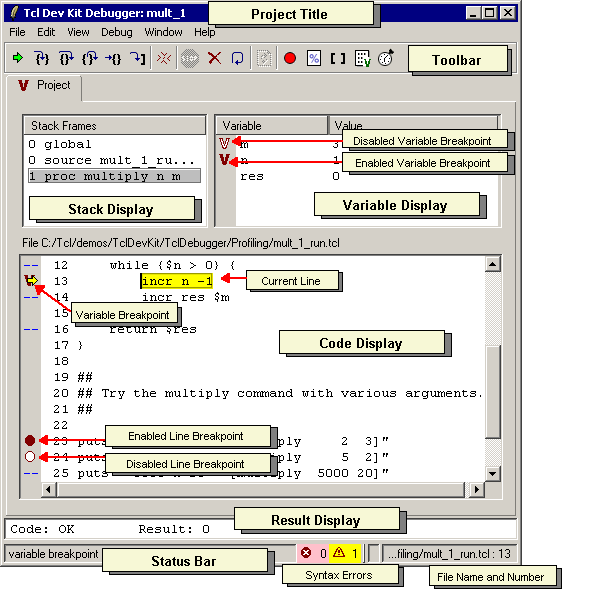 Tcl Dev Kit Debugger: mult_1
Project Title
File Edit View Debug Window Help
Toolbar
Project
Stack Frames
Variable Value
0 global
m 3
Disabled Variable Breakpoint
0 source mult_1_ru...
n 1
Enabled Variable Breakpoint
1 proc multiply n m
res 0
Stack Display
Variable Display
File C:/Tcl/demos/TclDevKit/TclDebugger/Profiling/mult_1_run.tcl
-- 12 while {$n > 0} {
13 incr n -1
Current Line
-- 14 incr res $m
15
Variable Breakpoint
-- 16 return $res
17 }
Code Display
18
19 ##
20 ## Try the multiply command with various arguments.
21 ##
22
Enabled Line Breakpoint
23 puts ply 2 3]"
24 puts ply 5 2]"
Disabled Line Breakpoint
-- 25 puts 5000 20]"
Result Display
Code: OK Result: 0
variable breakpoint
Status Bar
0 1
...filing/mult_1_run.tcl : 13
Syntax Errors
File Name and Number